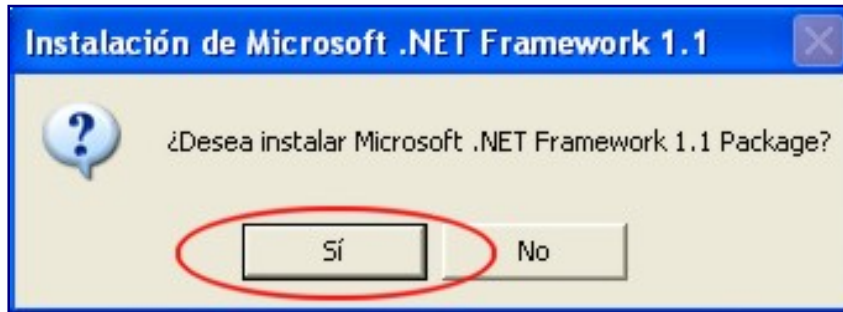 Instalación de Microsoft .NET Framework 1.1
¿Desea instalar Microsoft .NET Framework 1.1 Package?
Sí
No